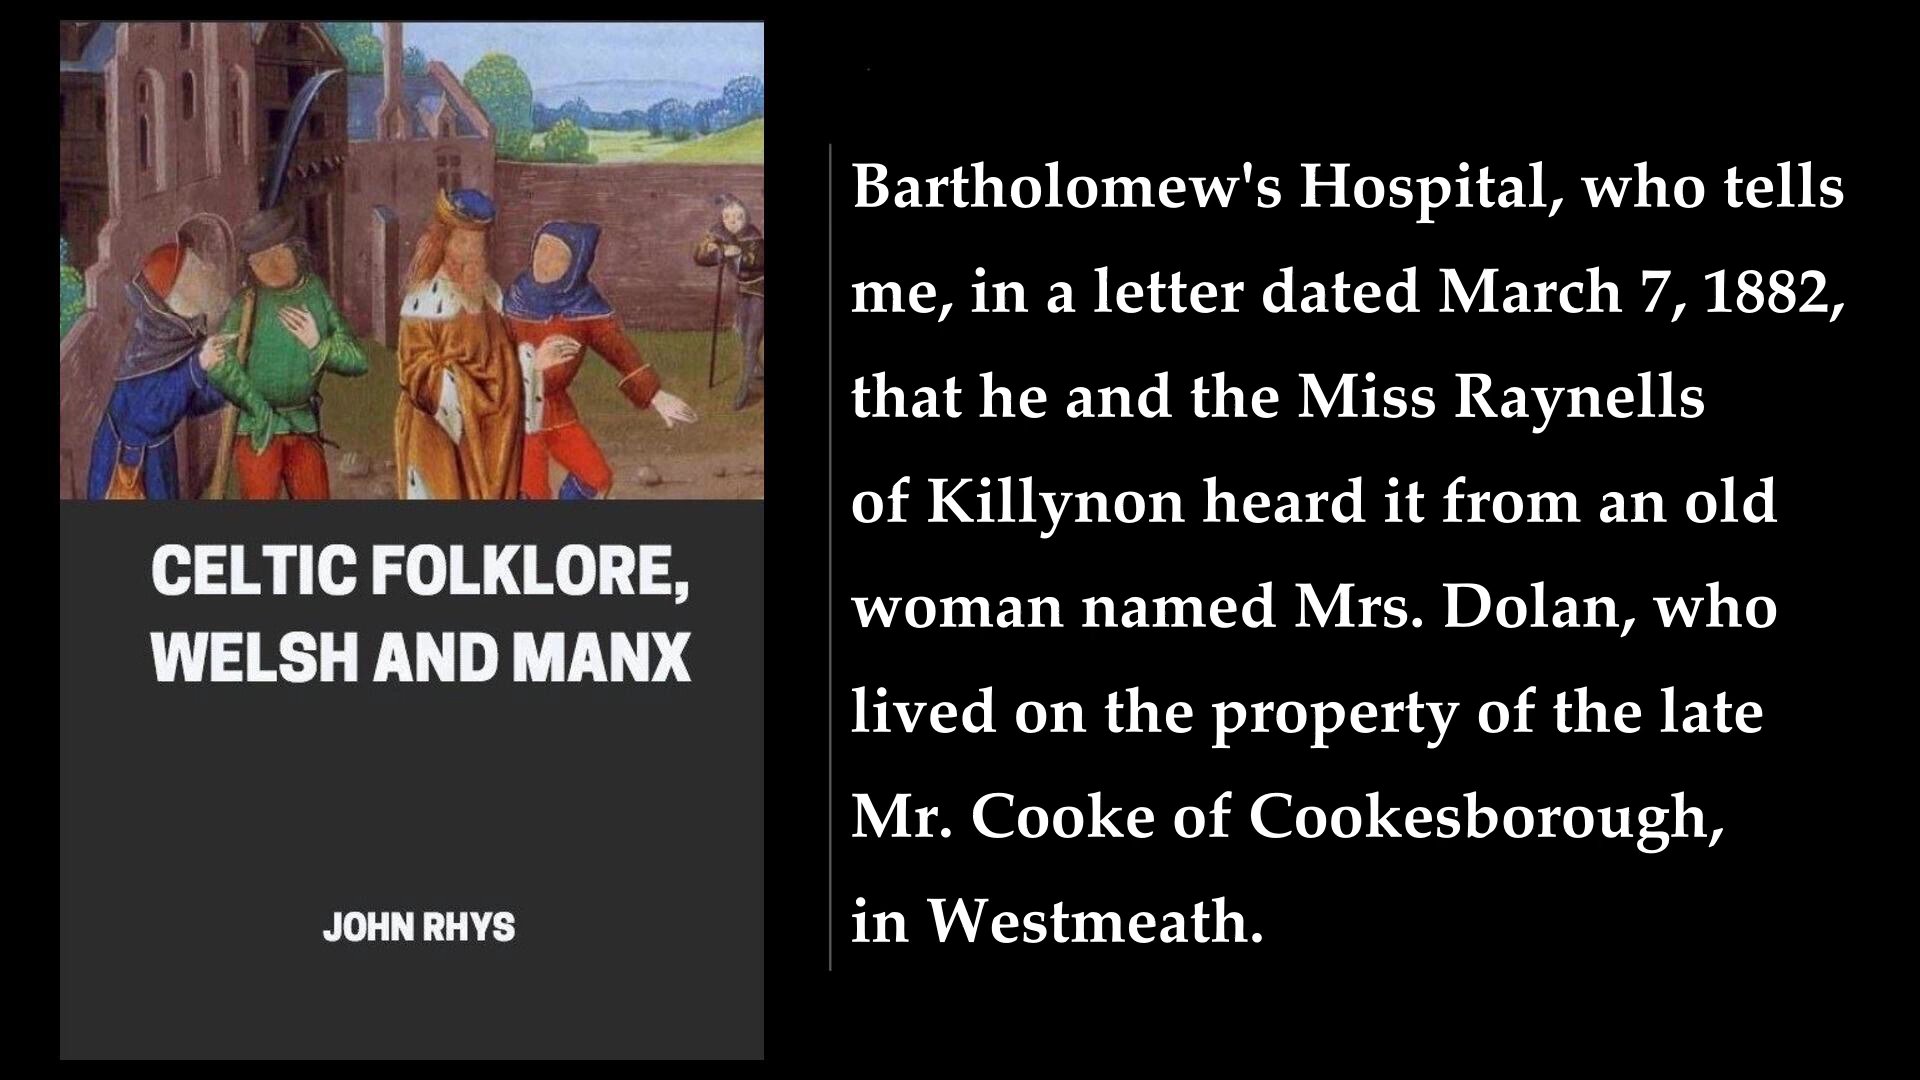 CELTIC FOLKLORE,
WELSH AND MANX
JOHN RHYS
Bartholomew's Hospital, who tells
me, in a letter dated March 7, 1882,
that he and the Miss Raynells
of Killynon heard it from an old
woman named Mrs. Dolan, who
lived on the property of the late
Mr. Cooke of Cookesborough,
in Westmeath.